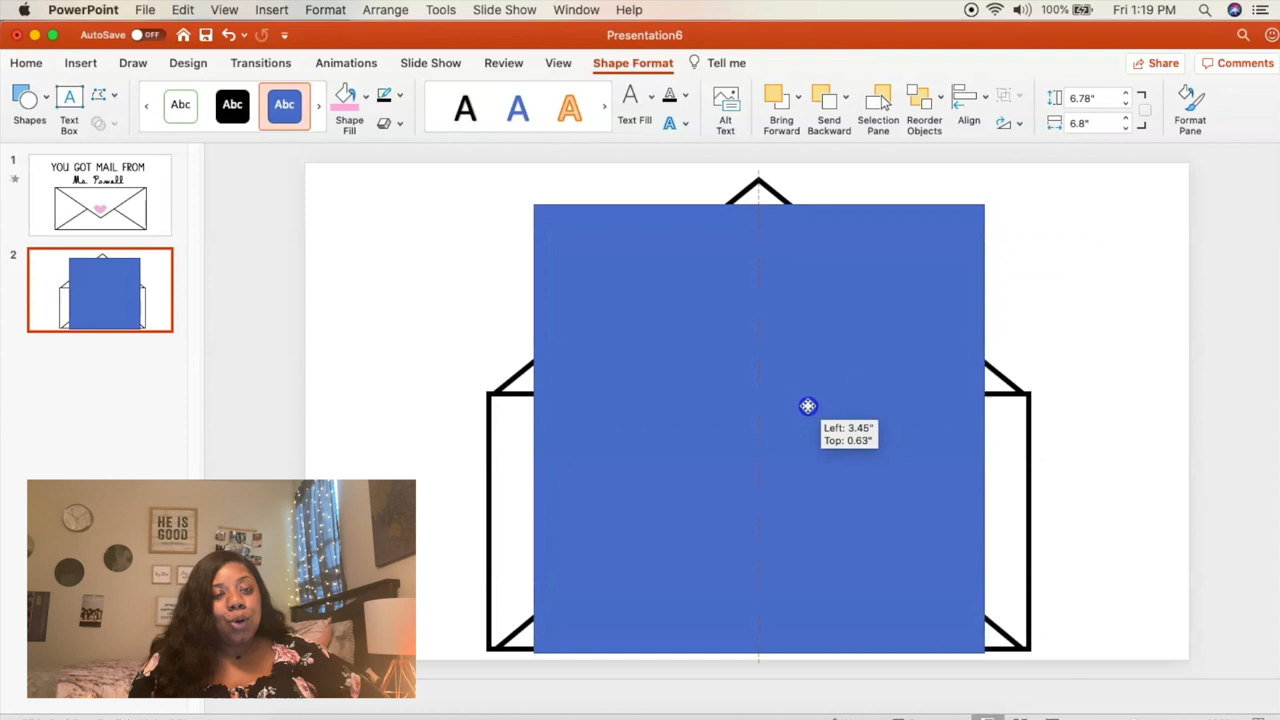 PowerPoint File Edit View Insert Format Arrange Tools Slide Show Window Help 100% Fri 1:19 PM
AutoSave OFF Presentation6
Home Insert Draw Design Transitions Animations Slide Show Review View Shape Format Tell me Share Comments
Shapes
Text Box
Abc Abc Abc
Shape Fill
A A A
Text Fill
Alt Text
Bring Forward
Send Backward
Selection Pane
Reorder Objects
Align
6.78"
6.8"
Format Pane
1
YOU GOT MAIL FROM
Ms. Powell
2
Left: 3.45"
Top: 0.63"
HE IS
GOOD